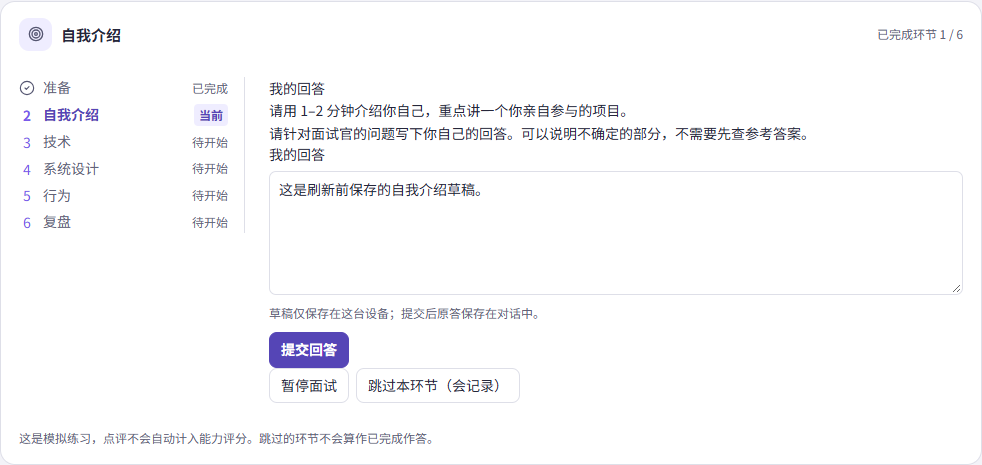 自我介绍
已完成环节 1 / 6
准备 已完成
2 自我介绍 当前
3 技术 待开始
4 系统设计 待开始
5 行为 待开始
6 复盘 待开始
我的回答
请用 1–2 分钟介绍你自己，重点讲一个你亲自参与的项目。
请针对面试官的问题写下你自己的回答。可以说明不确定的部分，不需要先查参考答案。
我的回答
这是刷新前保存的自我介绍草稿。
草稿仅保存在这台设备；提交后原答保存在对话中。
提交回答
暂停面试 跳过本环节（会记录）
这是模拟练习，点评不会自动计入能力评分。跳过的环节不会算作已完成作答。